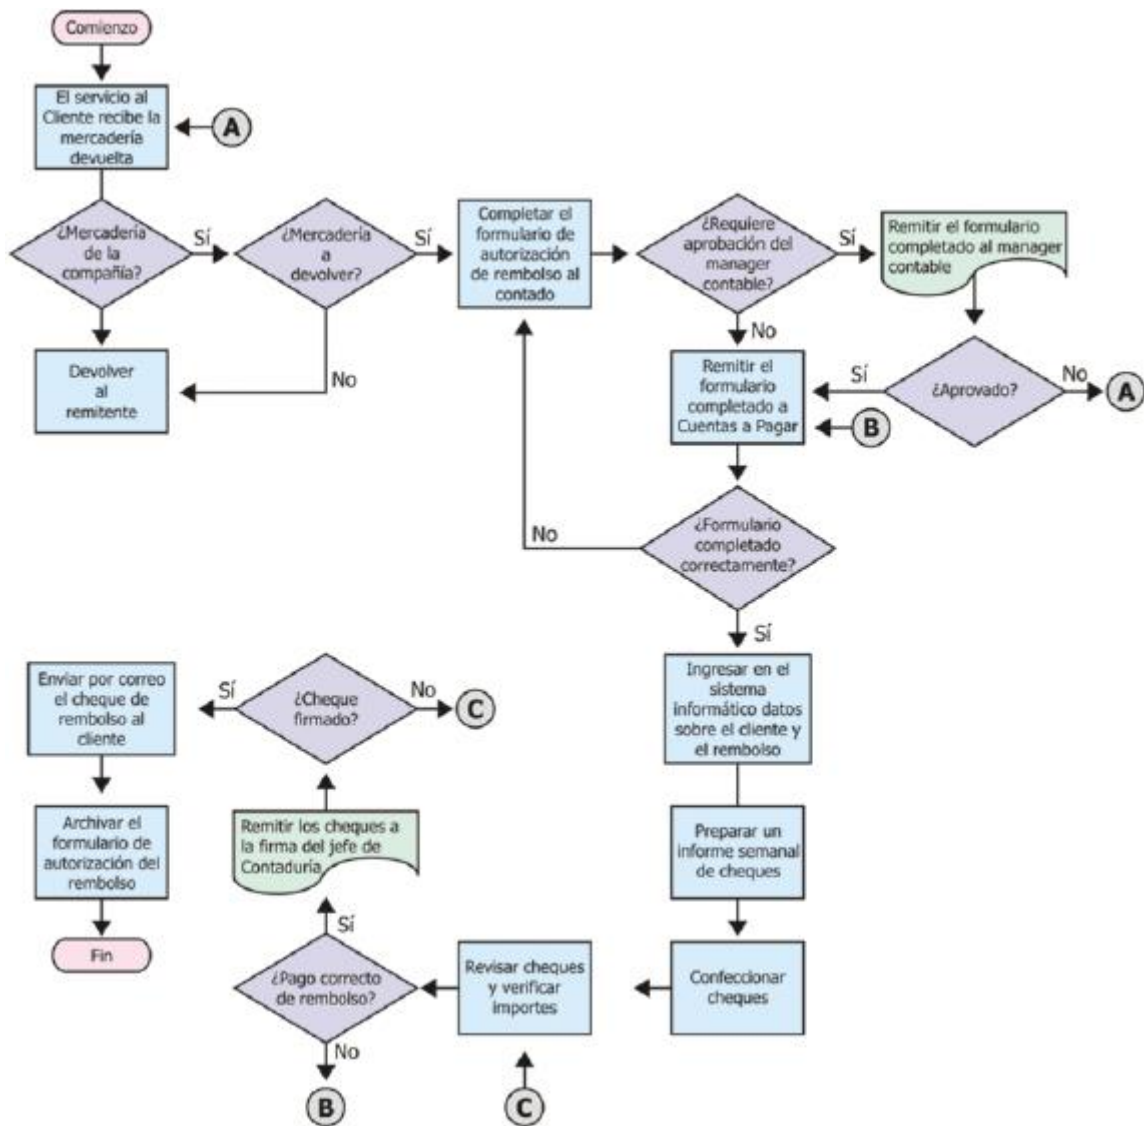 Comienzo
El servicio al
Cliente recibe la
mercadería
devuelta
A
¿Mercadería
de la
compañía?
Sí
¿Mercadería
a
devolver?
Sí
Completar el
formulario de
autorización
de rembolso al
contado
¿Requiere
aprobación del
manager
contable?
Sí
Remitir el formulario
completado al manager
contable
No
Devolver
al
remitente
No
Remitir el
formulario
completado a
Cuentas a Pagar
Sí
¿Aprovado?
No
A
B
¿Formulario
completado
correctamente?
No
Sí
Enviar por correo
el cheque de
rembolso al
cliente
Sí
¿Cheque
firmado?
No
C
Ingresar en el
sistema
informático datos
sobre el cliente y
el rembolso
Archivar el
formulario de
autorización del
rembolso
Remitir los cheques a
la firma del jefe de
Contaduría
Preparar un
informe semanal
de cheques
Sí
Fin
¿Pago correcto
de rembolso?
Revisar cheques
y verificar
importes
Confeccionar
cheques
No
B
C